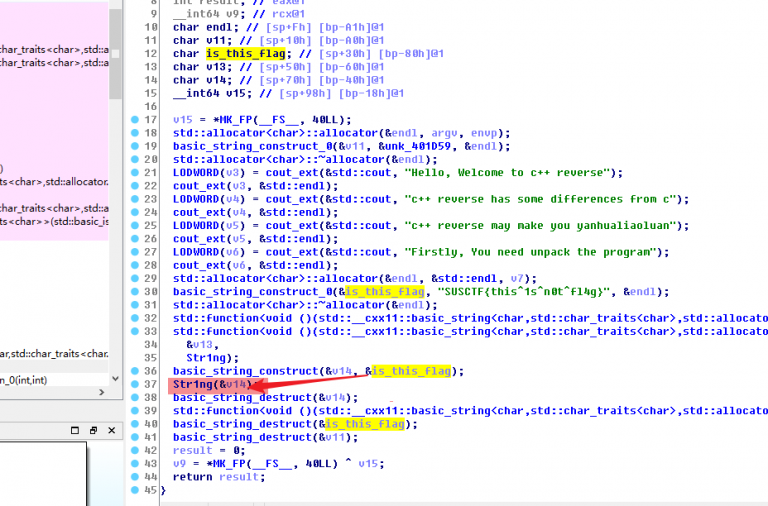 char_traits<char>,std::al
char_traits<char>,std::al
)
ts<char>,std::allocator
char_traits<char>,std::al
ts<char>>(std::basic_is
ar,std::char_traits<char.
n_0(int,int)
8 int result; // eax@1
9 __int64 v9; // rcx@1
10 char endl; // [sp+Fh] [bp-A1h]@1
11 char v11; // [sp+10h] [bp-A0h]@1
12 char is_this_flag; // [sp+30h] [bp-80h]@1
13 char v13; // [sp+50h] [bp-60h]@1
14 char v14; // [sp+70h] [bp-40h]@1
15 __int64 v15; // [sp+98h] [bp-18h]@1
16
17 v15 = *MK_FP(__FS__, 40LL);
18 std::allocator<char>::allocator(&endl, argv, envp);
19 basic_string_construct_0(&v11, &unk_401D59, &endl);
20 std::allocator<char>::~allocator(&endl);
21 LODWORD(v3) = cout_ext(&std::cout, "Hello, Welcome to c++ reverse");
22 cout_ext(v3, &std::endl);
23 LODWORD(v4) = cout_ext(&std::cout, "c++ reverse has some differences from c");
24 cout_ext(v4, &std::endl);
25 LODWORD(v5) = cout_ext(&std::cout, "c++ reverse may make you yanhualiaoluan");
26 cout_ext(v5, &std::endl);
27 LODWORD(v6) = cout_ext(&std::cout, "Firstly, You need unpack the program");
28 cout_ext(v6, &std::endl);
29 std::allocator<char>::allocator(&endl, &std::endl, v7);
30 basic_string_construct_0(&is_this_flag, "SUSCTF{this^1s^n0t^fl4g}", &endl);
31 std::allocator<char>::~allocator(&endl);
32 std::function<void ()(std::__cxx11::basic_string<char,std::char_traits<char>,std::allocato
33 std::function<void ()(std::__cxx11::basic_string<char,std::char_traits<char>,std::allocato
34 &v13,
35 Str1ng);
36 basic_string_construct(&v14, &is_this_flag);
37 Str1ng(&v14);
38 basic_string_destruct(&v14);
39 std::function<void ()(std::__cxx11::basic_string<char,std::char_traits<char>,std::allocato
40 basic_string_destruct(&is_this_flag);
41 basic_string_destruct(&v11);
42 result = 0;
43 v9 = *MK_FP(__FS__, 40LL) ^ v15;
44 return result;
45 }